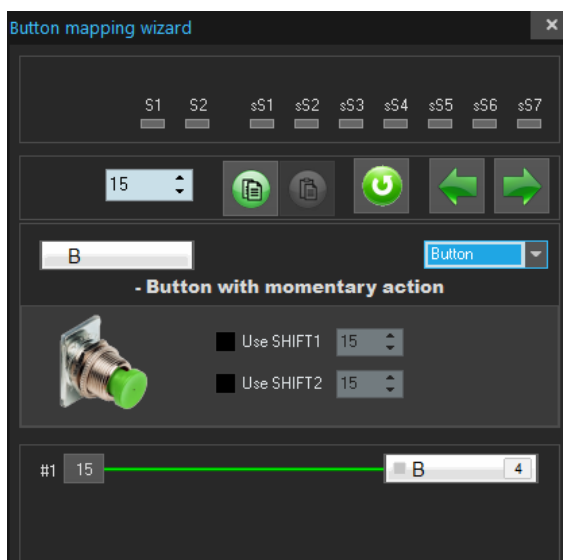 Button mapping wizard
S1 S2 sS1 sS2 sS3 sS4 sS5 sS6 sS7
15
B Button
- Button with momentary action
Use SHIFT1 15
Use SHIFT2 15
#1 15 B 4